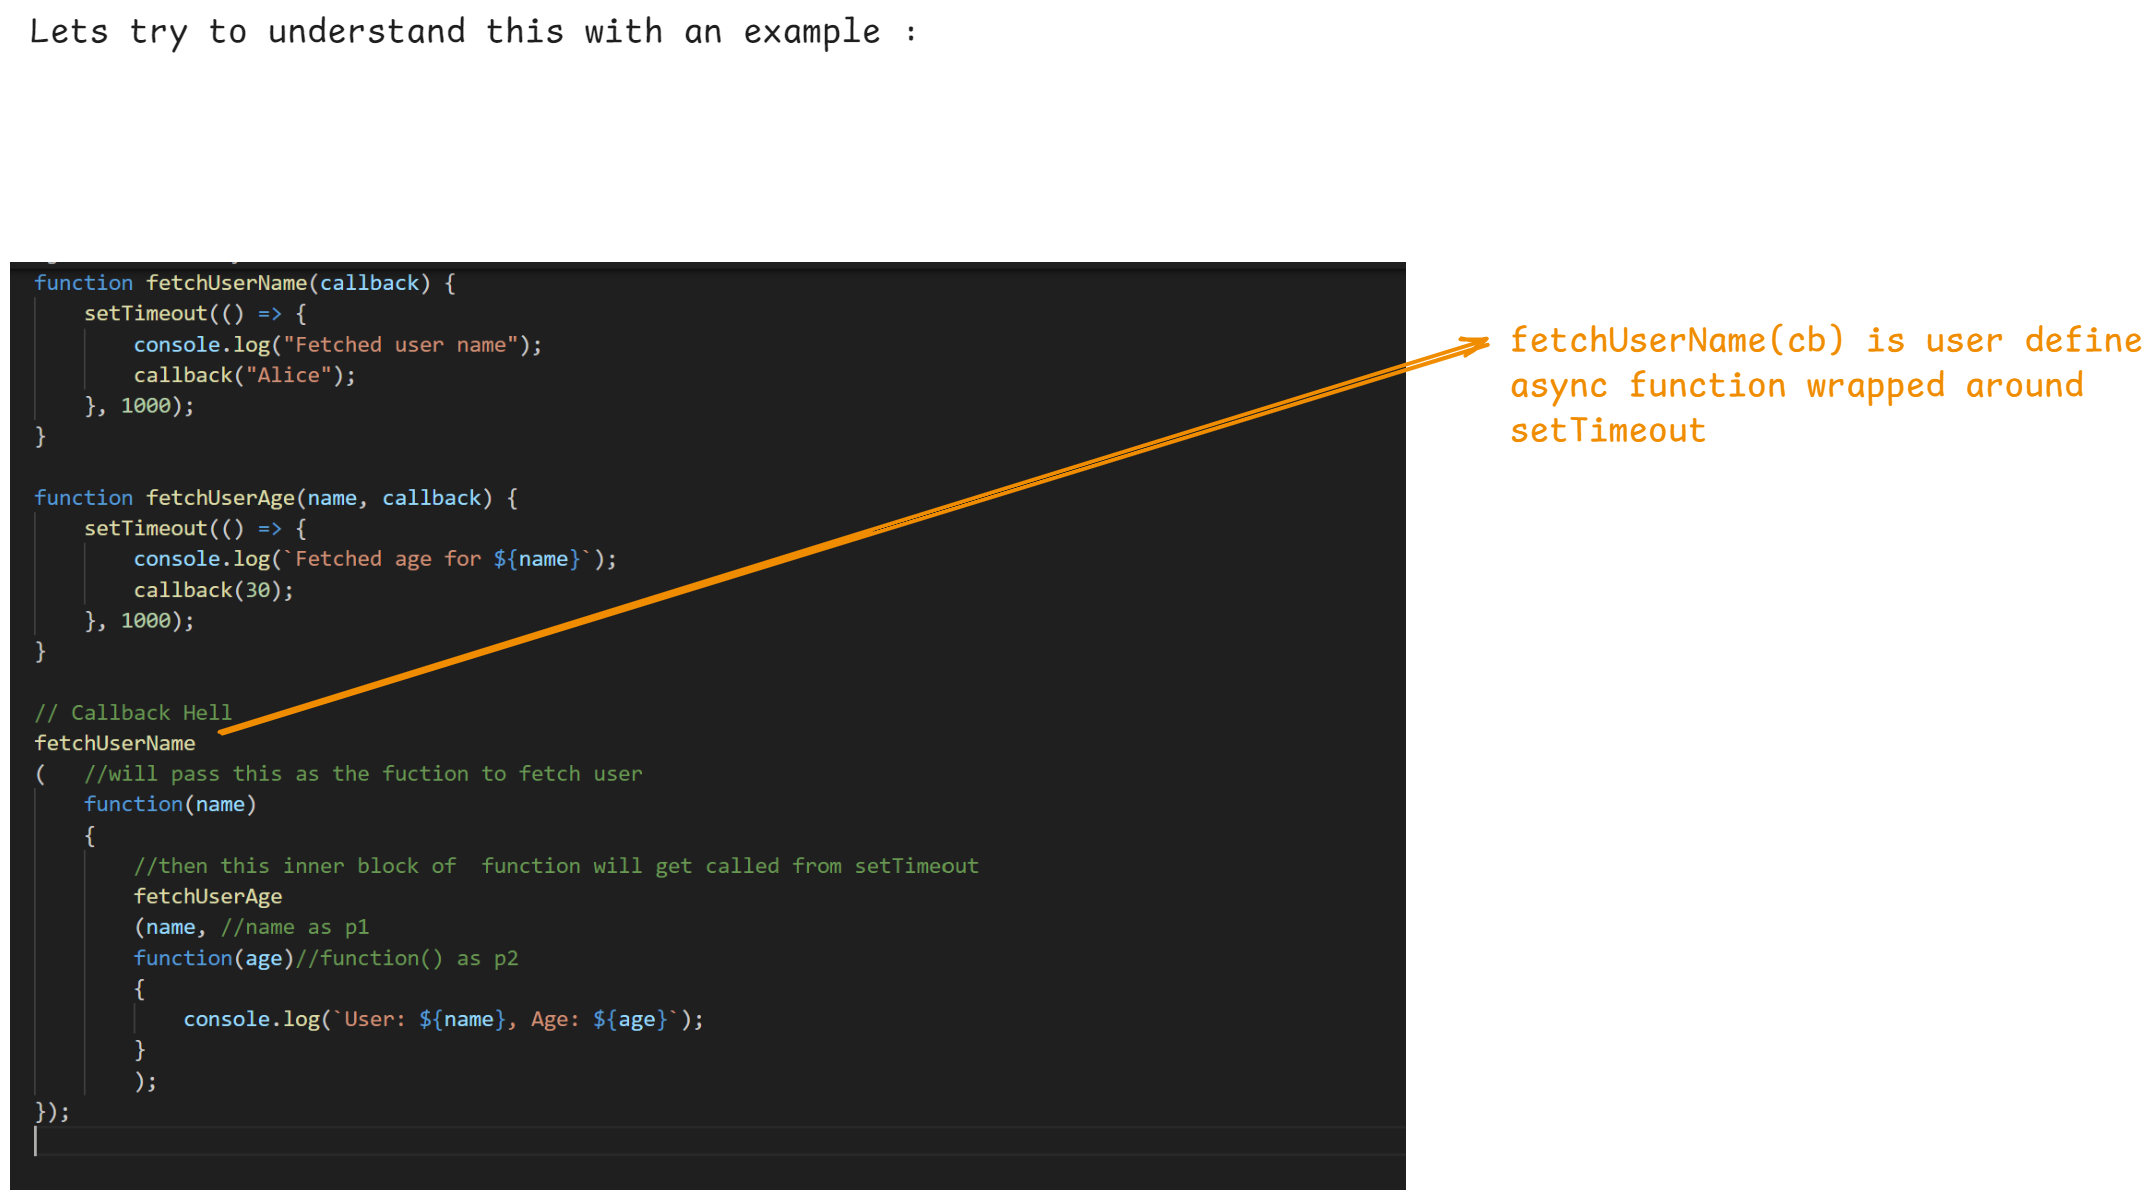 Lets try to understand this with an example :
function fetchUserName(callback) {
    setTimeout(() => {
        console.log("Fetched user name");
        callback("Alice");
    }, 1000);
}
fetchUserName(cb) is user define
async function wrapped around
setTimeout
function fetchUserAge(name, callback) {
    setTimeout(() => {
        console.log(`Fetched age for ${name}`);
        callback(30);
    }, 1000);
}
// Callback Hell
fetchUserName
(   //will pass this as the fuction to fetch user
    function(name)
    {
        //then this inner block of  function will get called from setTimeout
        fetchUserAge
        (name, //name as p1
        function(age)//function() as p2
        {
            console.log(`User: ${name}, Age: ${age}`);
        }
        );
});